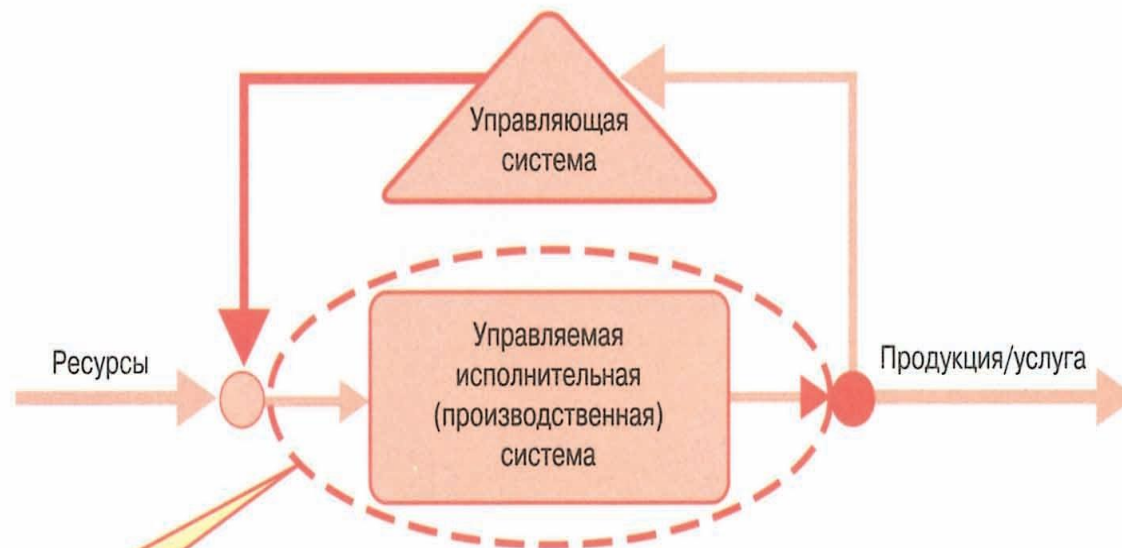 Управляющая
система
Ресурсы
Управляемая
исполнительная
(производственная)
система
Продукция/услуга